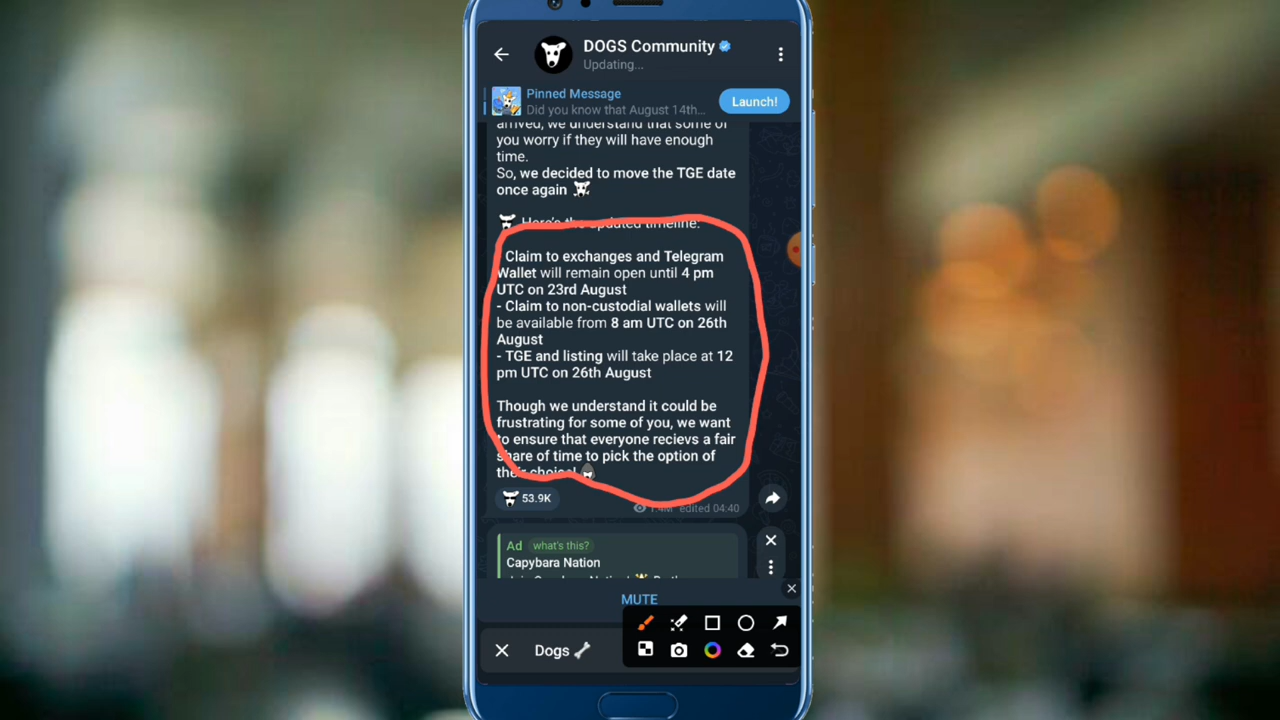 DOGS Community
Updating...
Pinned Message
Did you know that August 14th...
Launch!
arrived, we understand that some of
you worry if they will have enough
time.
So, we decided to move the TGE date
once again
Here's the updated timeline:
Claim to exchanges and Telegram
Wallet will remain open until 4 pm
UTC on 23rd August
- Claim to non-custodial wallets will
be available from 8 am UTC on 26th
August
- TGE and listing will take place at 12
pm UTC on 26th August
Though we understand it could be
frustrating for some of you, we want
to ensure that everyone recievs a fair
share of time to pick the option of
their choice!
53.9K
1.4M edited 04:40
Ad what's this?
Capybara Nation
MUTE
Dogs